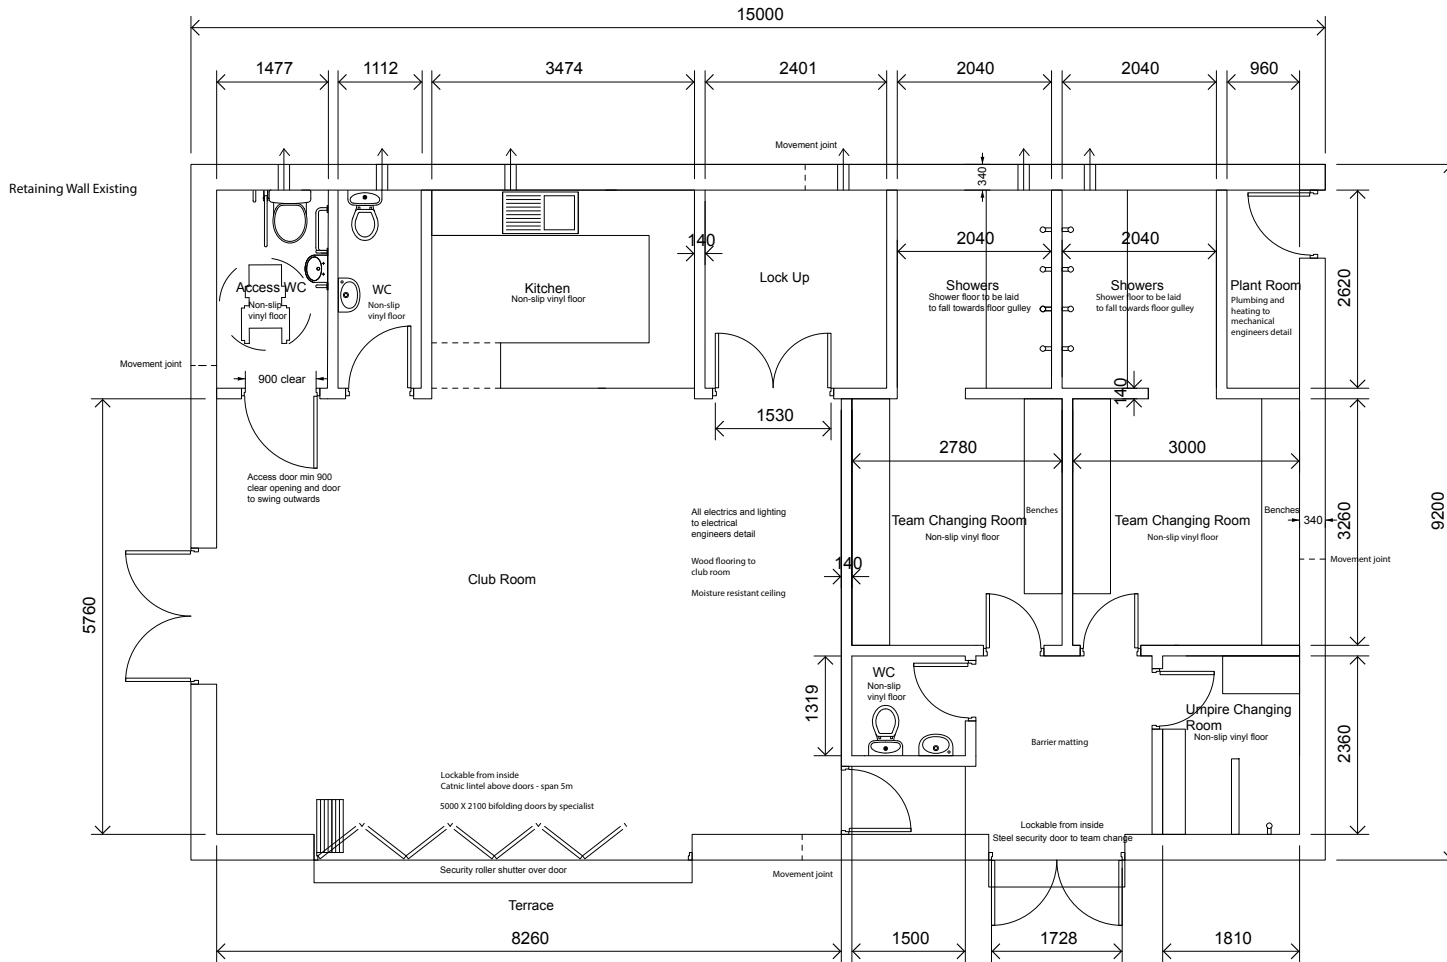 15000
1477
1112
3474
2401
2040
2040
960
Movement joint
340
Retaining Wall Existing
140
2040
2040
Access WC
Non-slip
vinyl floor
WC
Non-slip
vinyl floor
Kitchen
Non-slip vinyl floor
Lock Up
Showers
Shower floor to be laid
to fall towards floor gulley
Showers
Shower floor to be laid
to fall towards floor gulley
Plant Room
Plumbing and
heating to
mechanical
engineers detail
2620
Movement joint
900 clear
1530
140
2780
3000
Access door min 900
clear opening and door
to swing outwards
All electrics and lighting
to electrical
engineers detail
Wood flooring to
club room
Moisture resistant ceiling
140
Team Changing Room
Non-slip vinyl floor
Benches
Team Changing Room
Non-slip vinyl floor
Benches
340
3260
9200
Movement joint
Club Room
5760
1319
WC
Non-slip
vinyl floor
Umpire Changing
Room
Non-slip vinyl floor
2360
Barrier matting
Lockable from inside
Catnic lintel above doors - span 5m
5000 X 2100 bifolding doors by specialist
Lockable from inside
Steel security door to team change
Security roller shutter over door
Movement joint
Terrace
8260
1500
1728
1810